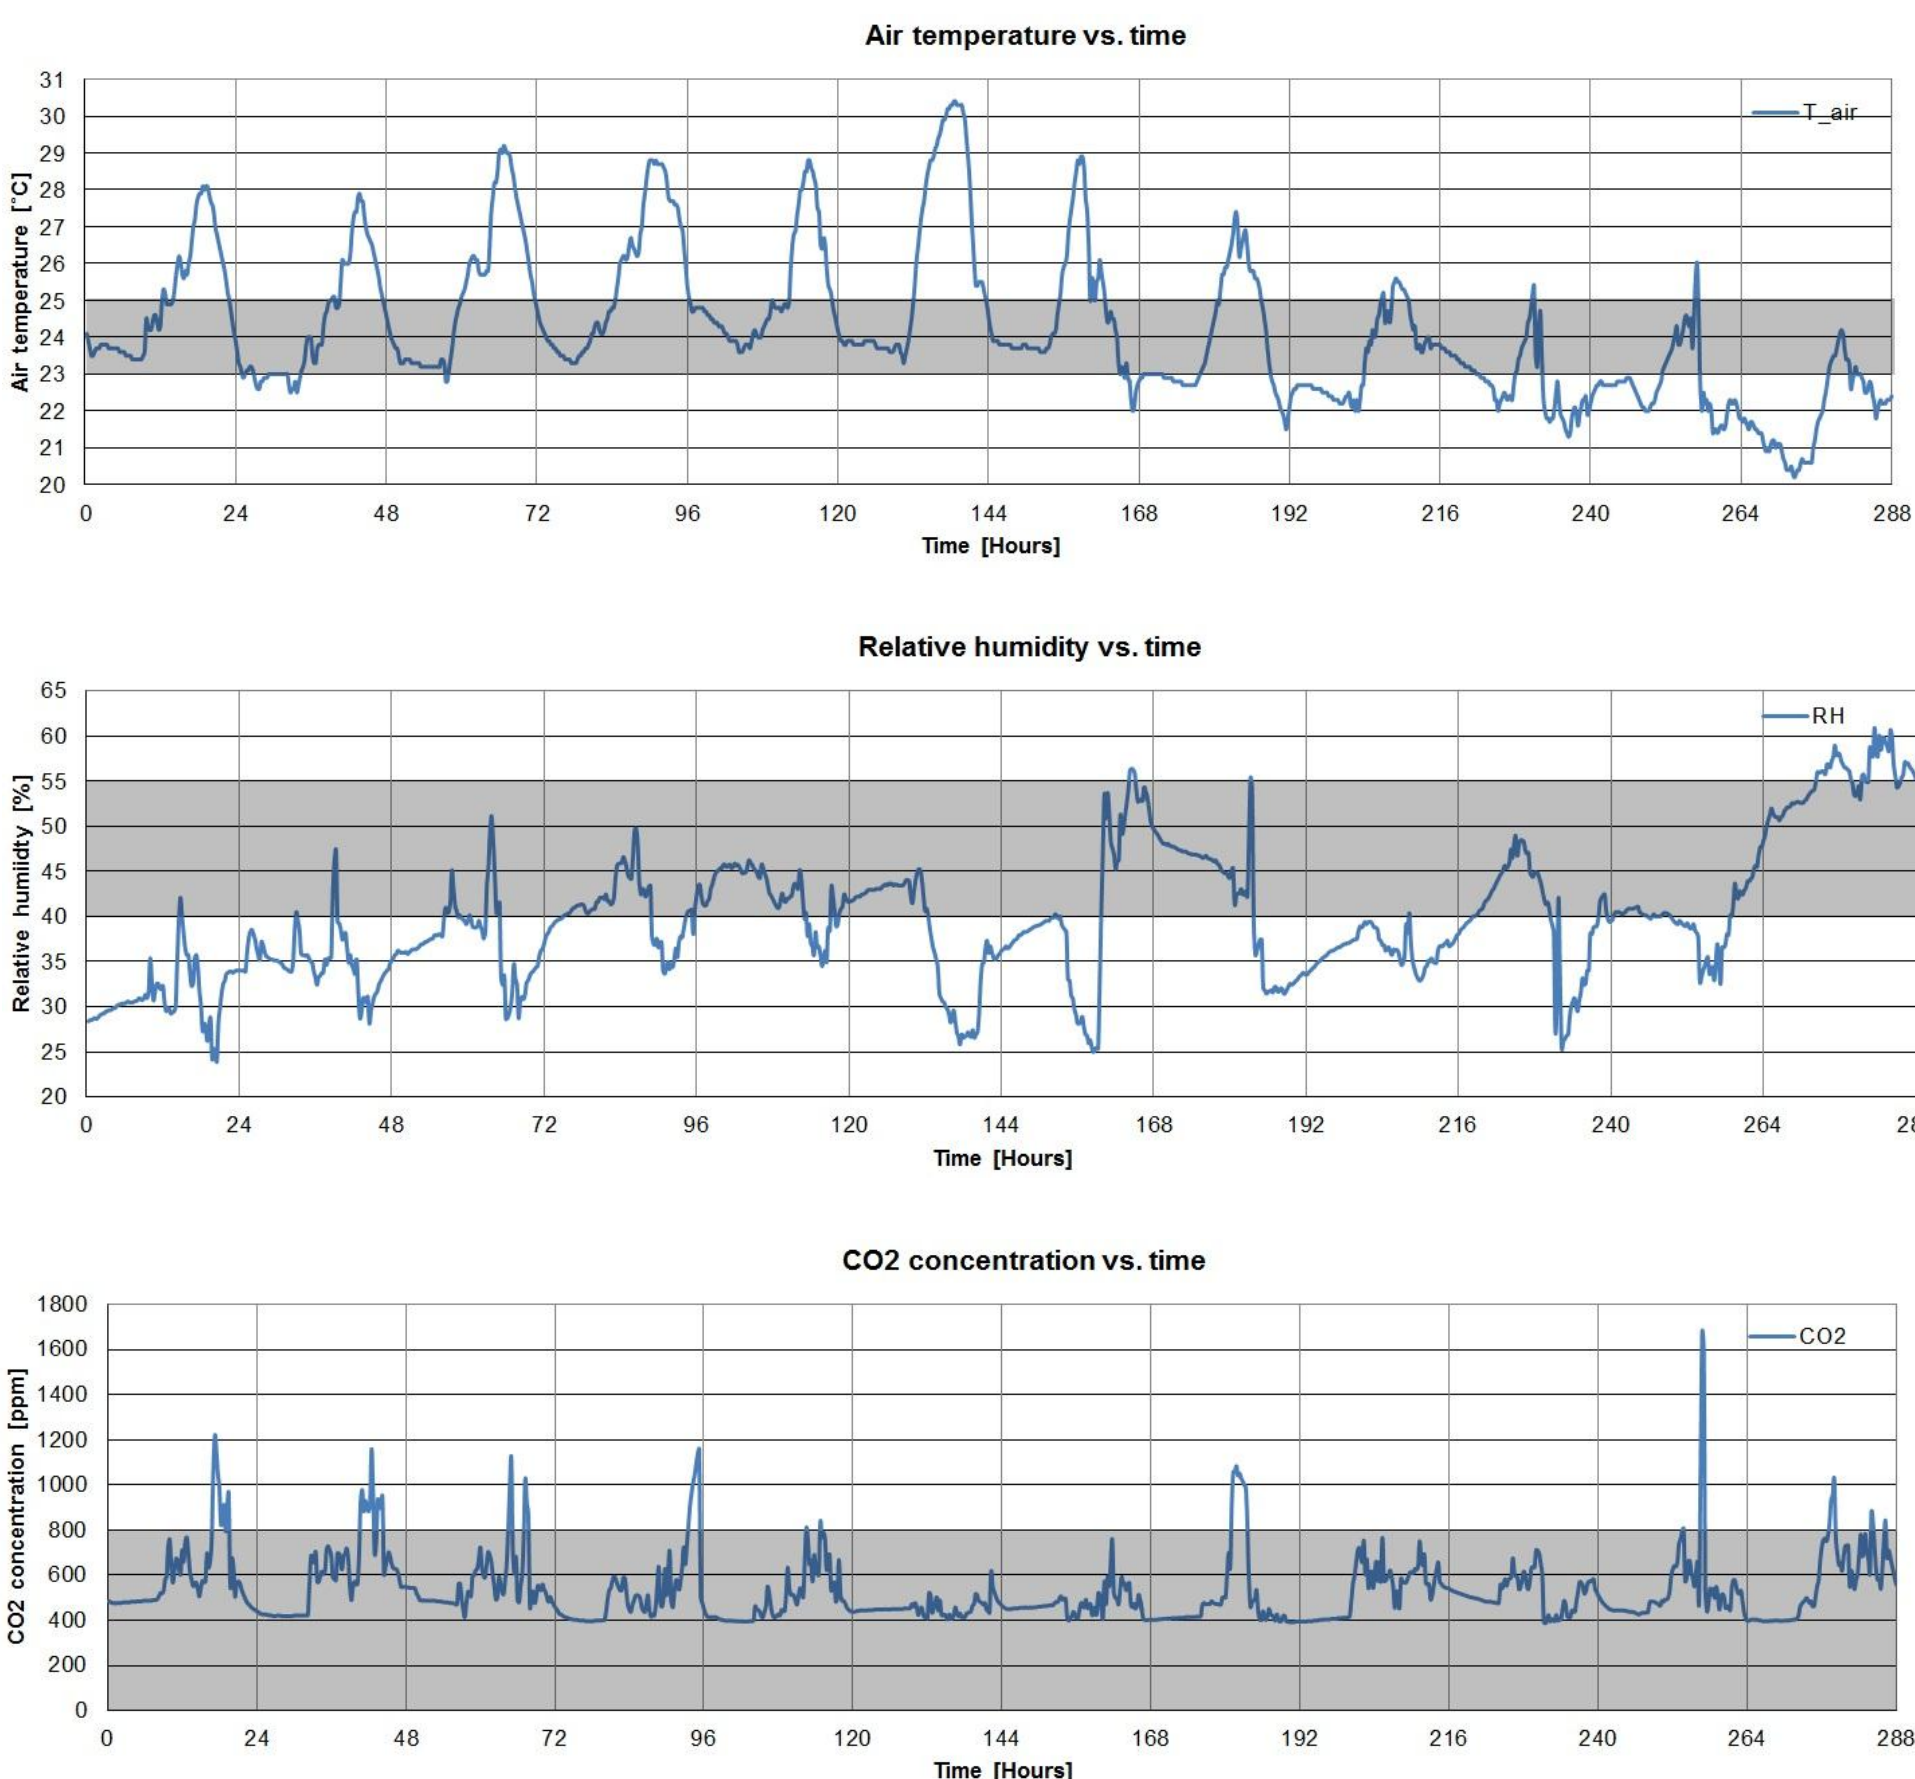 Air temperature vs. time
31
30
29
28
27
26
25
24
23
22
21
20
Air temperature [°C]
T_air
0 24 48 72 96 120 144 168 192 216 240 264 288
Time [Hours]
Relative humidity vs. time
65
60
55
50
45
40
35
30
25
20
Relative humiidty [%]
RH
0 24 48 72 96 120 144 168 192 216 240 264 28
Time [Hours]
CO2 concentration vs. time
1800
1600
1400
1200
1000
800
600
400
200
0
CO2 concentration [ppm]
CO2
0 24 48 72 96 120 144 168 192 216 240 264 288
Time [Hours]